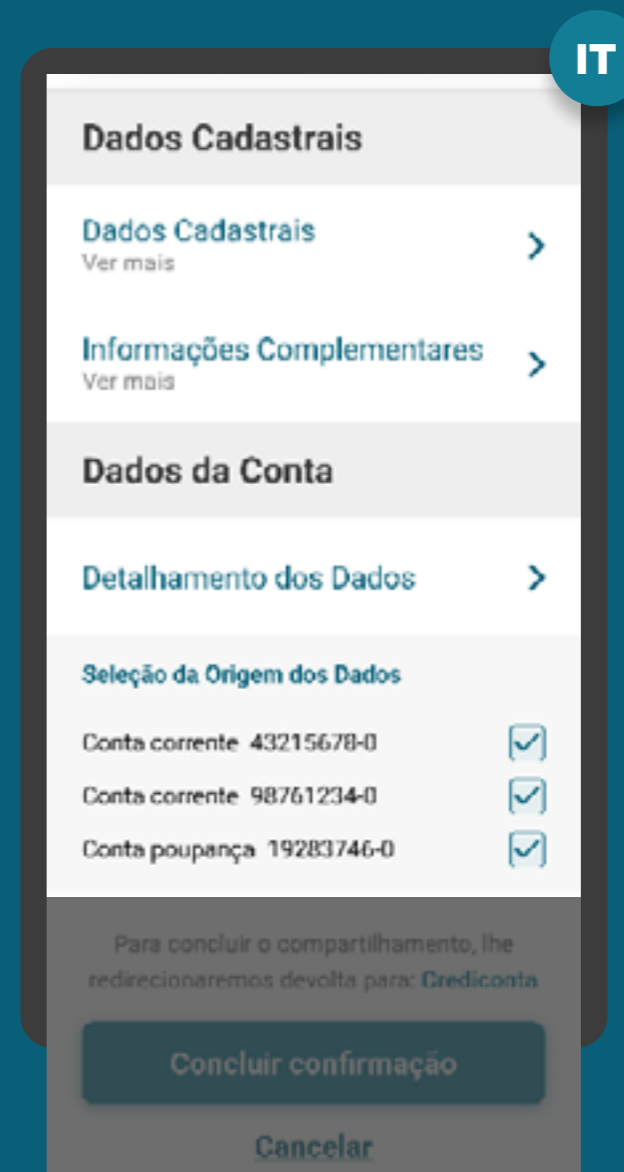 IT
Dados Cadastrais
Dados Cadastrais
Ver mais
Informações Complementares
Ver mais
Dados da Conta
Detalhamento dos Dados
Seleção da Origem dos Dados
Conta corrente 43215678-0
Conta corrente 98761234-0
Conta poupança 19283746-0
Para concluir o compartilhamento, lhe
redirecionaremos devolta para: Crediconta
Concluir confirmação
Cancelar